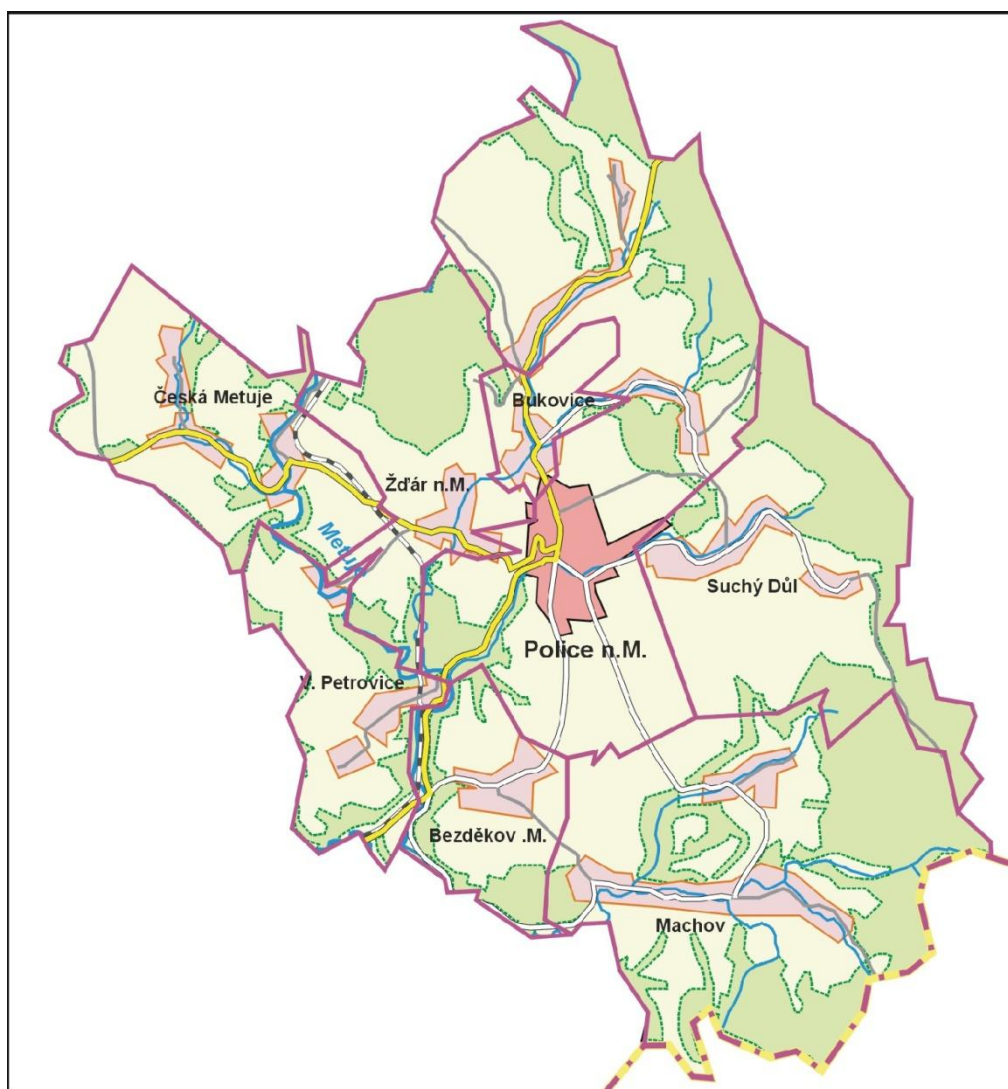 Česká Metuje
Bukovice
Žďár n.M.
Metuje
Suchý Důl
Police n.M.
V. Petrovice
Bezděkov .M.
Machov